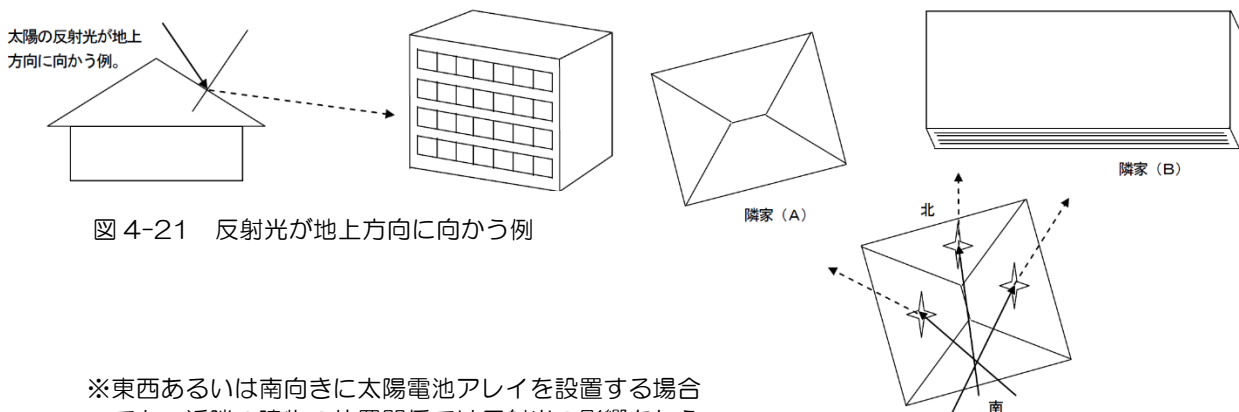 太陽の反射光が地上
方向に向かう例。
図 4-21 反射光が地上方向に向かう例
隣家（A）
隣家（B）
北
南
※東西あるいは南向きに太陽電池アレイを設置する場合